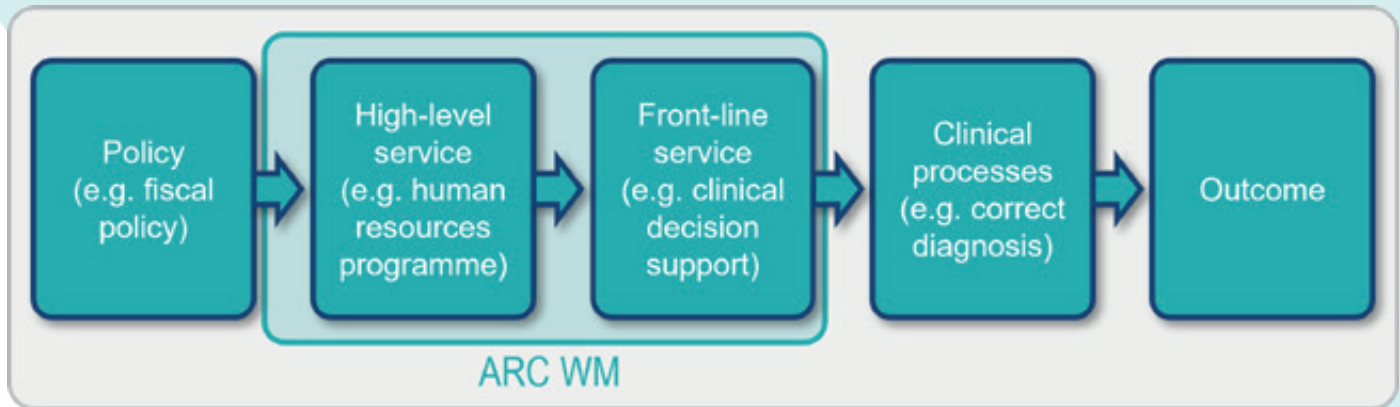 Policy
(e.g. fiscal
policy)
High-level
service
(e.g. human
resources
programme)
Front-line
service
(e.g. clinical
decision
support)
Clinical
processes
(e.g. correct
diagnosis)
Outcome
ARC WM